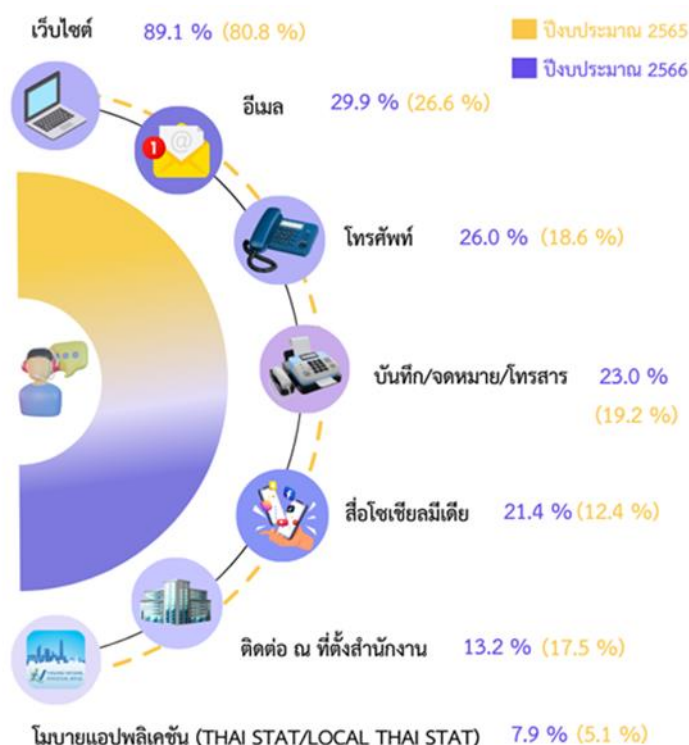 เว็บไซต์ 89.1 % (80.8 %)
ปีงบประมาณ 2565
ปีงบประมาณ 2566
อีเมล 29.9 % (26.6 %)
1
@
โทรศัพท์ 26.0 % (18.6 %)
บันทึก/จดหมาย/โทรสาร 23.0 %
(19.2 %)
สื่อโซเชียลมีเดีย 21.4 % (12.4 %)
ติดต่อ ณ ที่ตั้งสำนักงาน 13.2 % (17.5 %)
โมบายแอปพลิเคชัน (THAI STAT/LOCAL THAI STAT) 7.9 % (5.1 %)